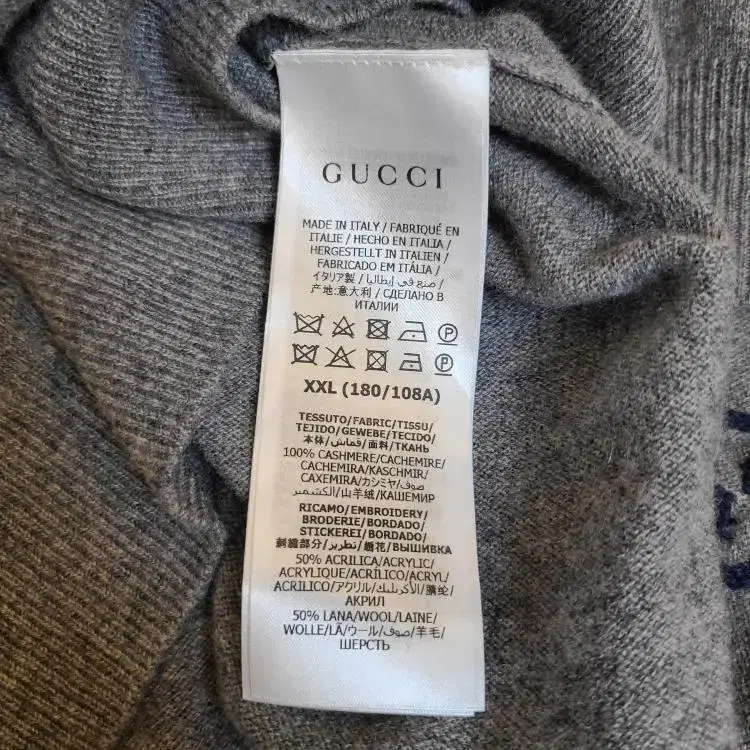 GUCCI
MADE IN ITALY / FABRIQUÉ EN
ITALIE / HECHO EN ITALIA /
HERGESTELLT IN ITALIEN /
FABRICADO EM ITÁLIA /
イタリア製 / صنع في إيطاليا /
产地:意大利 / СДЕЛАНО В
ИТАЛИИ
P
P
XXL (180/108A)
TESSUTO/FABRIC/TISSU/
TEJIDO/GEWEBE/TECIDO/
本体/قماش/面料/ТКАНЬ
100% CASHMERE/CACHEMIRE/
CACHEMIRA/KASCHMIR/
CAXEMIRA/カシミヤ/صوف
الكشمير/山羊绒/КАШЕМИР
RICAMO/EMBROIDERY/
BRODERIE/BORDADO/
STICKEREI/BORDADO/
刺繍部分/تطريز/绣花/ВЫШИВКА
50% ACRILICA/ACRYLIC/
ACRYLIQUE/ACRÍLICO/ACRYL/
ACRÍLICO/アクリル/الأكريليك/腈纶/
АКРИЛ
50% LANA/WOOL/LAINE/
WOLLE/LÃ/ウール/صوف/羊毛/
ШЕРСТЬ